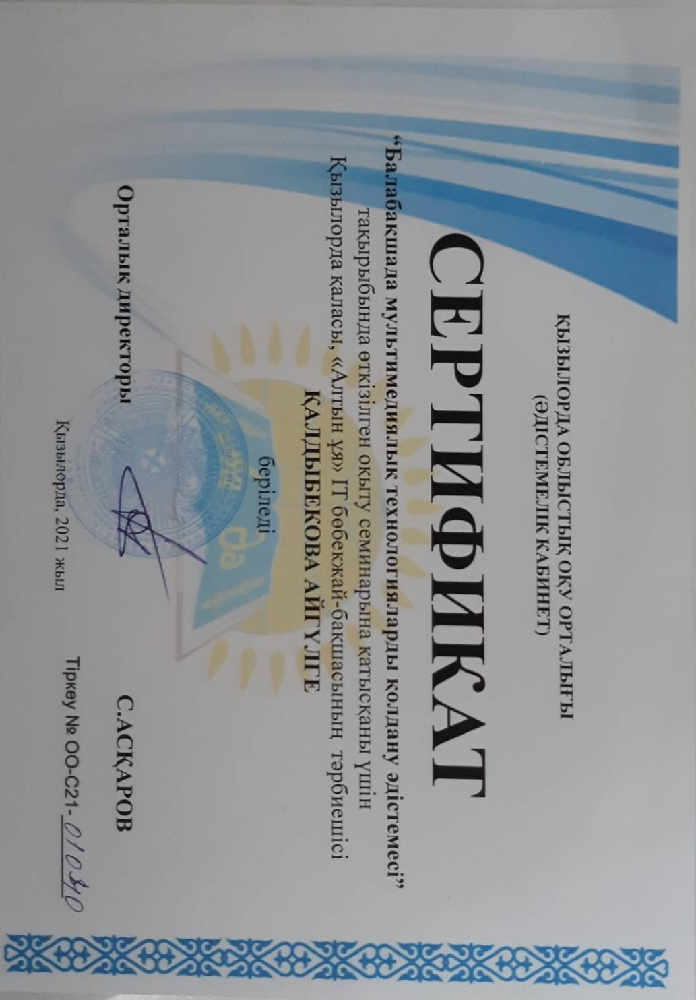 ҚЫЗЫЛОРДА ОБЛЫСТЫҚ ОҚУ ОРТАЛЫҒЫ
(ӘДІСТЕМЕЛІК КАБИНЕТ)
СЕРТИФИКАТ
“Балабақшада мультимедиялық технологияларды қолдану әдістемесі”
тақырыбында өткізілген оқыту семинарына қатысқаны үшін
Қызылорда қаласы, «Алтын ұя» IT бөбекжай-бақшасының тәрбиешісі
ҚАЛДЫБЕКОВА АЙГҮЛГЕ
беріледі
Орталық директоры С.АСҚАРОВ
Қызылорда, 2021 жыл Тіркеу № ОО-С21-